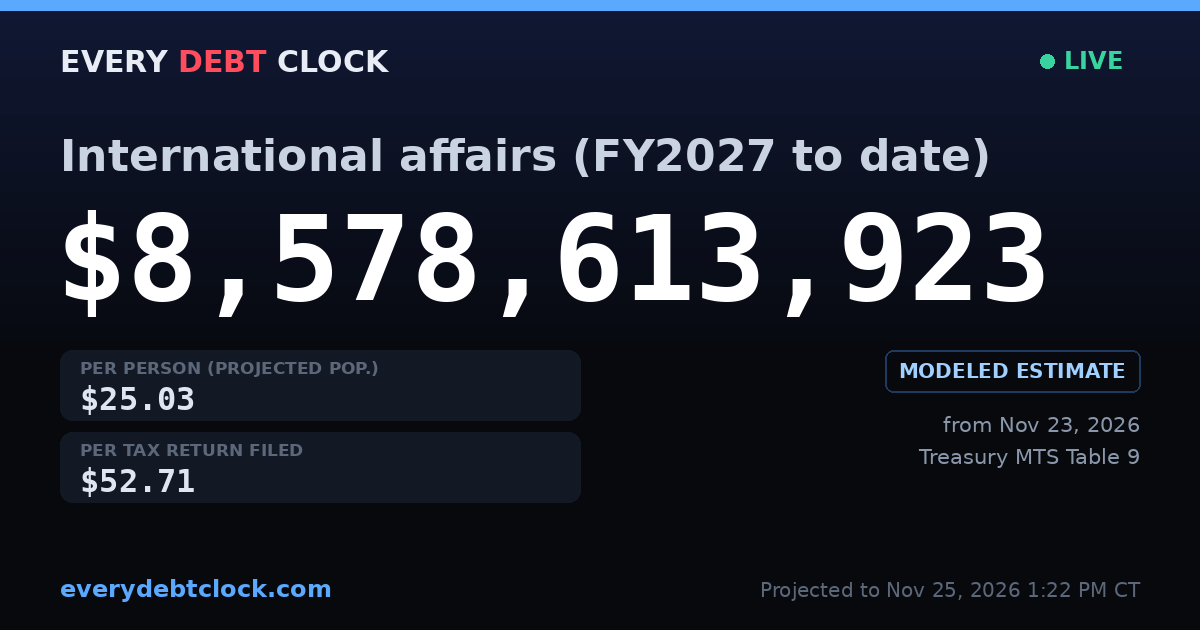 EVERY DEBT CLOCK
LIVE
International affairs (FY2027 to date)
$8,578,613,923
PER PERSON (PROJECTED POP.)
$25.03
PER TAX RETURN FILED
$52.71
MODELED ESTIMATE
from Nov 23, 2026
Treasury MTS Table 9
everydebtclock.com
Projected to Nov 25, 2026 1:22 PM CT